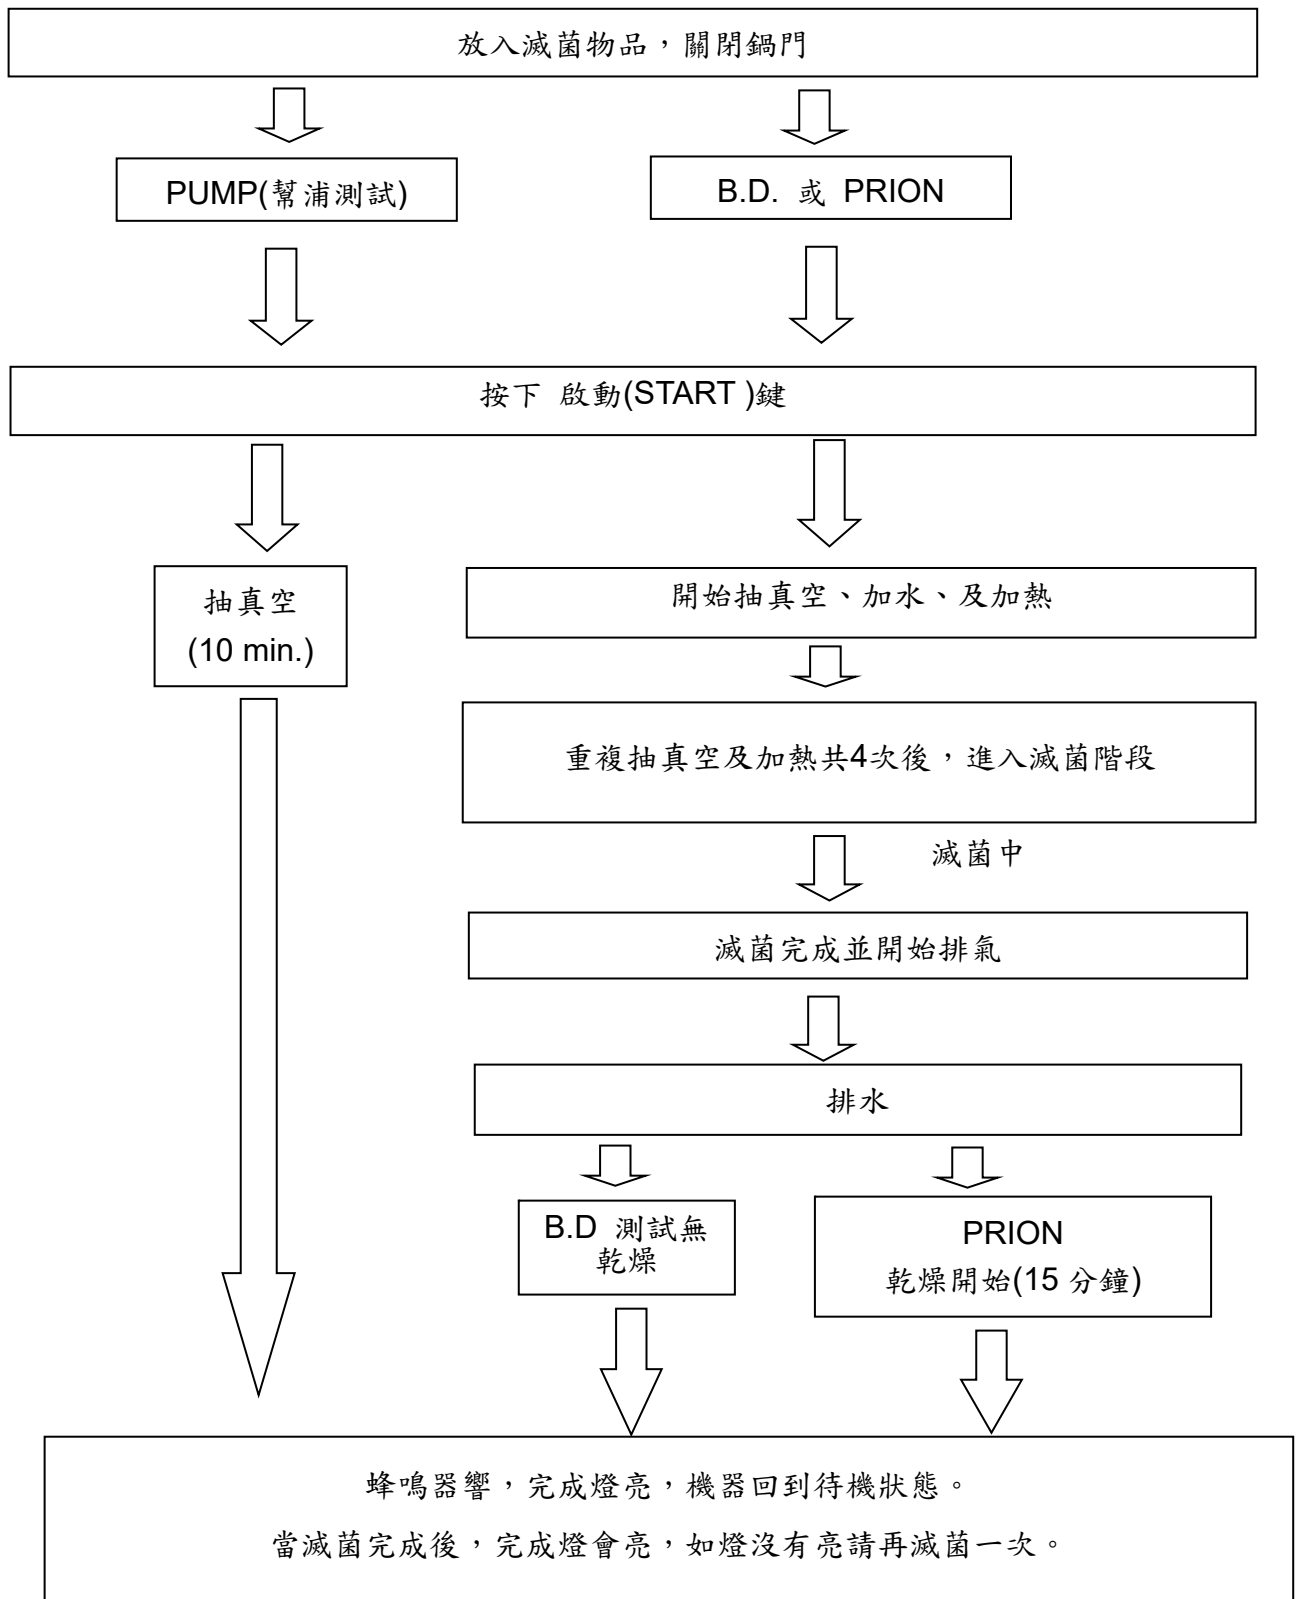 放入滅菌物品，關閉鍋門
PUMP(幫浦測試)
B.D. 或 PRION
按下 啟動(START )鍵
抽真空
(10 min.)
開始抽真空、加水、及加熱
重複抽真空及加熱共4次後，進入滅菌階段
滅菌中
滅菌完成並開始排氣
排水
B.D 測試無
乾燥
PRION
乾燥開始(15 分鐘)
蜂鳴器響，完成燈亮，機器回到待機狀態。
當滅菌完成後，完成燈會亮，如燈沒有亮請再滅菌一次。